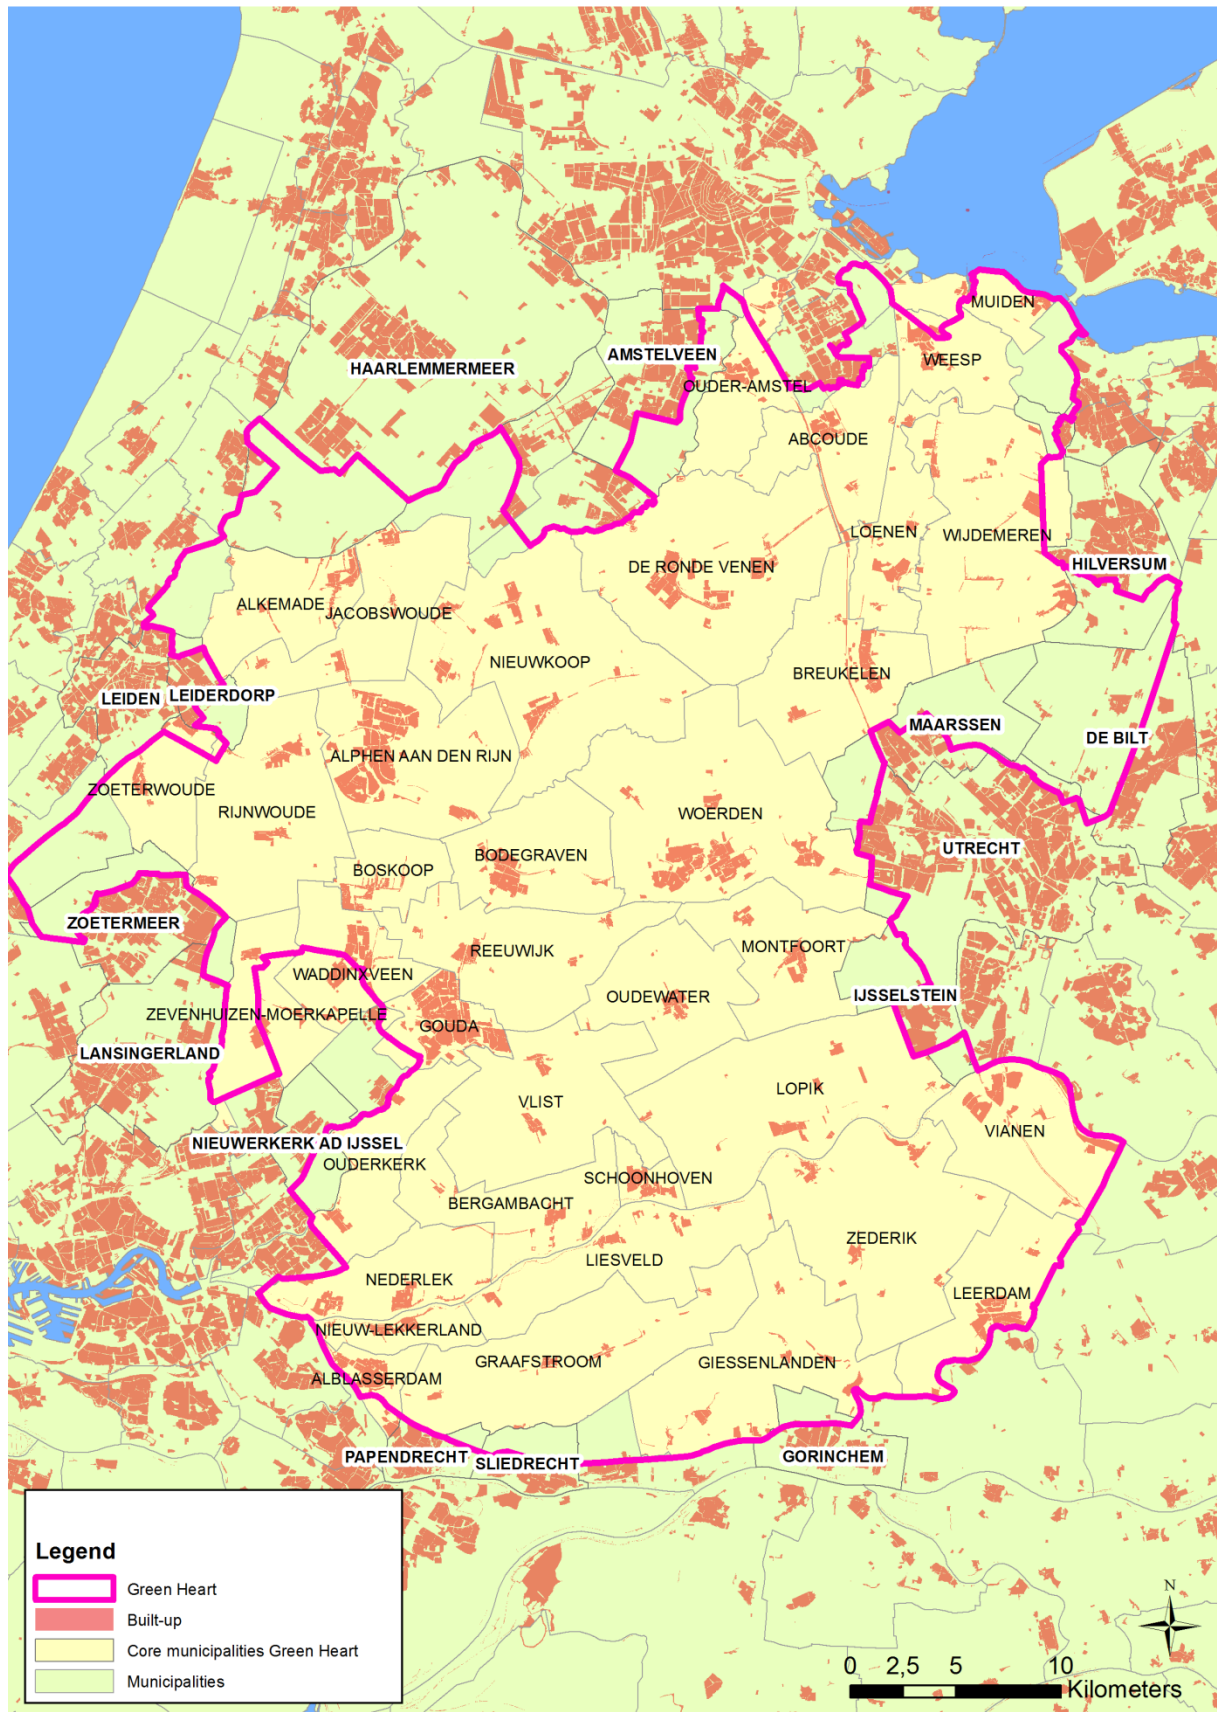 MUIDEN
AMSTELVEEN
WEESP
HAARLEMMERMEER
OUDER-AMSTEL
ABCOUDE
LOENEN
WIJDEMEREN
HILVERSUM
DE RONDE VENEN
ALKEMADE
JACOBSWOUDE
NIEUWKOOP
BREUKELEN
LEIDEN
LEIDERDORP
MAARSSEN
DE BILT
ALPHEN AAN DEN RIJN
ZOETERWOUDE
RIJNWOUDE
WOERDEN
UTRECHT
BODEGRAVEN
BOSKOOP
ZOETERMEER
REEUWIJK
MONTFOORT
WADDINXVEEN
OUDEWATER
IJSSELSTEIN
ZEVENHUIZEN-MOERKAPELLE
GOUDA
LANSINGERLAND
LOPIK
VLIST
VIANEN
NIEUWERKERK AD IJSSEL
OUDERKERK
SCHOONHOVEN
BERGAMBACHT
ZEDERIK
LIESVELD
NEDERLEK
LEERDAM
NIEUW-LEKKERLAND
GRAAFSTROOM
GIESSENLANDEN
ALBLASSERDAM
PAPENDRECHT
SLIEDRECHT
GORINCHEM
Legend
Green Heart
Built-up
Core municipalities Green Heart
Municipalities
N
0 2,5 5 10
Kilometers